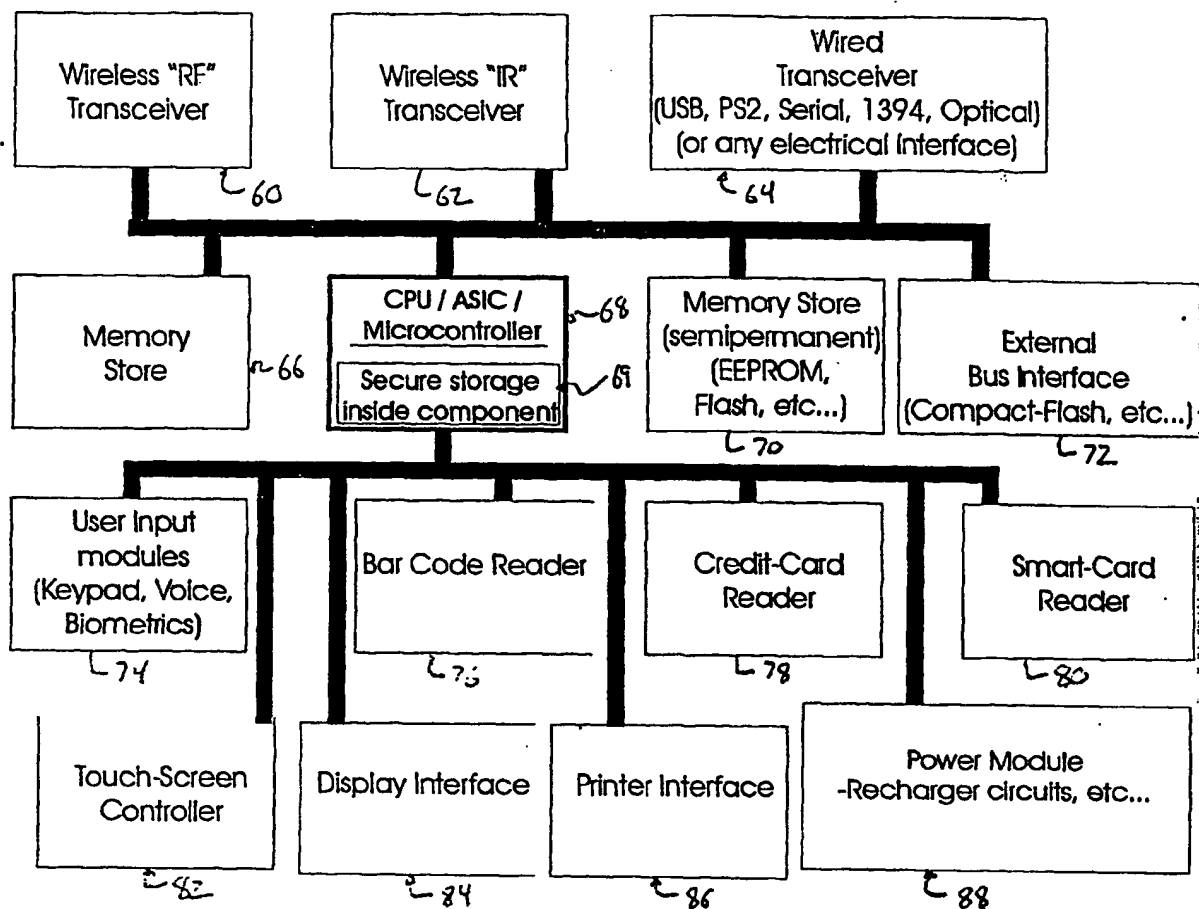 Wireless "RF"
Transceiver
60
Wireless "IR"
Transceiver
62
Wired
Transceiver
(USB, PS2, Serial, 1394, Optical)
(or any electrical interface)
64
Memory
Store
66
CPU / ASIC /
Microcontroller
68
Secure storage
inside component
69
Memory Store
(semipermanent)
(EEPROM,
Flash, etc...)
70
External
Bus Interface
(Compact-Flash, etc...)
72
User Input
modules
(Keypad, Voice,
Biometrics)
74
Bar Code Reader
76
Credit-Card
Reader
78
Smart-Card
Reader
80
Touch-Screen
Controller
82
Display Interface
84
Printer Interface
86
Power Module
-Recharger circuits, etc...
88